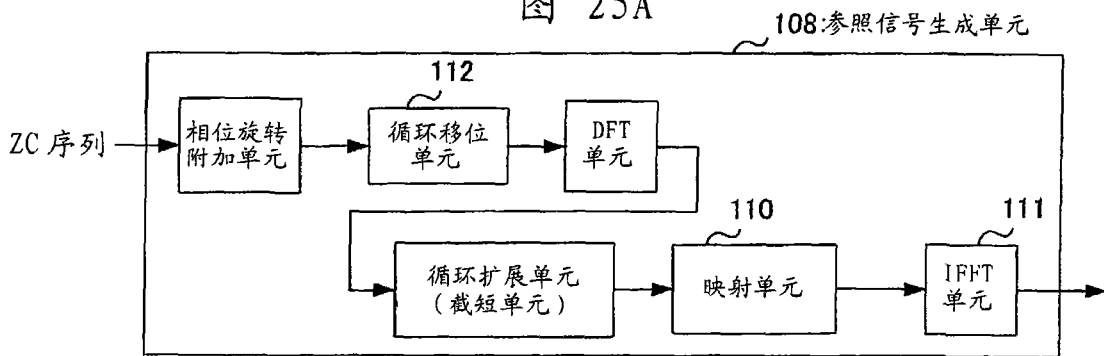 图 25A
108:参照信号生成单元
112
ZC 序列
相位旋转
附加单元
循环移位
单元
DFT
单元
110
111
循环扩展单元
(截短单元)
映射单元
IFFT
单元